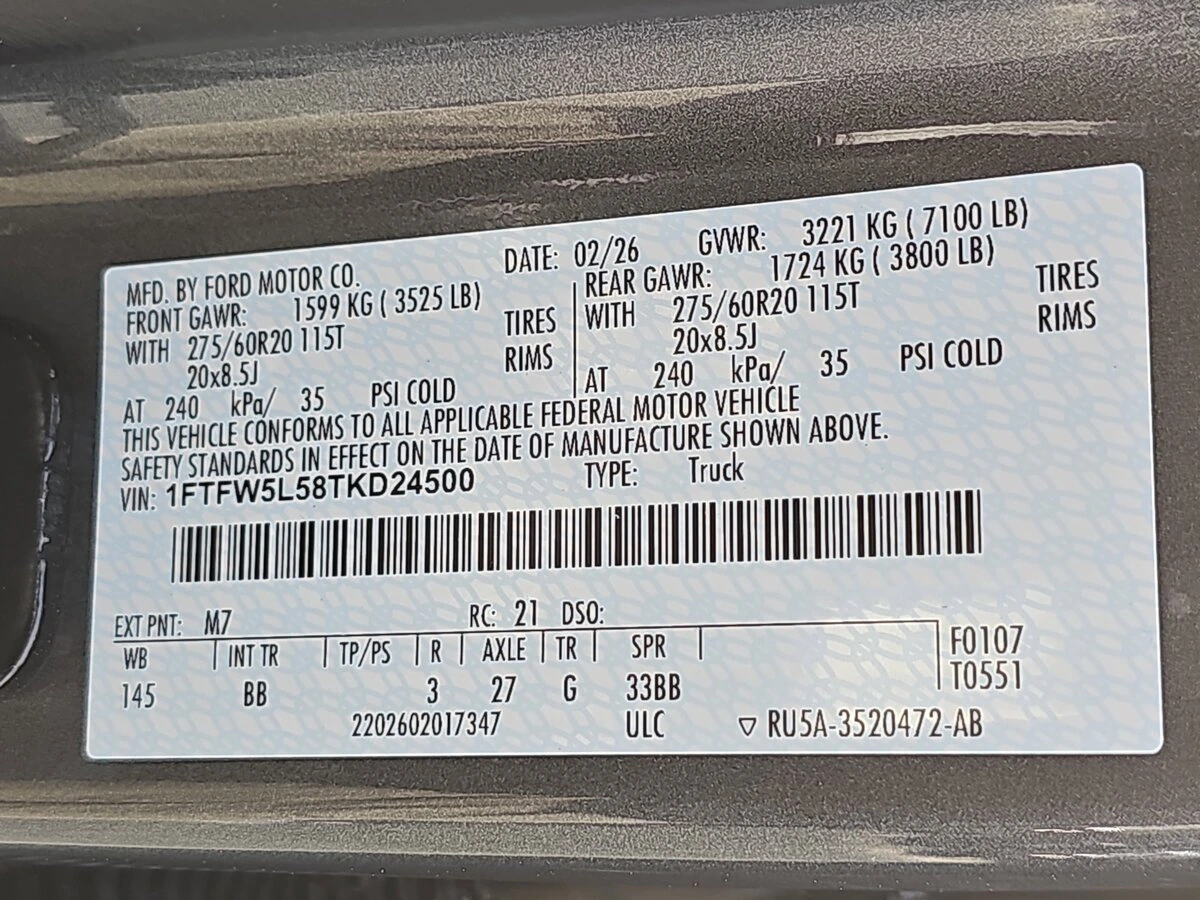 MFD. BY FORD MOTOR CO. DATE: 02/26 GVWR: 3221 KG ( 7100 LB)
FRONT GAWR: 1599 KG ( 3525 LB) REAR GAWR: 1724 KG ( 3800 LB)
WITH 275/60R20 115T TIRES WITH 275/60R20 115T TIRES
20x8.5J RIMS 20x8.5J RIMS
AT 240 kPa/ 35 PSI COLD AT 240 kPa/ 35 PSI COLD
THIS VEHICLE CONFORMS TO ALL APPLICABLE FEDERAL MOTOR VEHICLE
SAFETY STANDARDS IN EFFECT ON THE DATE OF MANUFACTURE SHOWN ABOVE.
VIN: 1FTFW5L58TKD24500 TYPE: Truck
EXT PNT: M7 RC: 21 DSO:
WB INT TR TP/PS R AXLE TR SPR F0107
145 BB 3 27 G 33BB T0551
2202602017347 ULC ▽ RU5A-3520472-AB